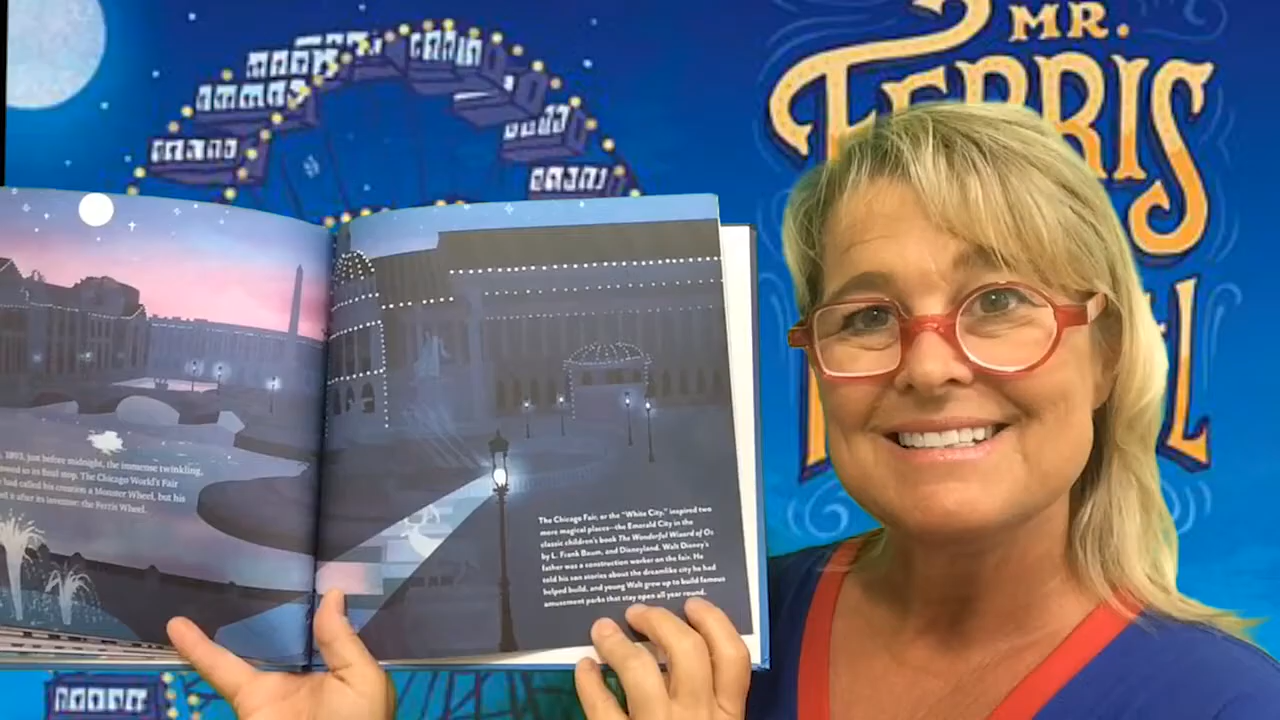 MR.
FERRIS
1893, just before midnight, the immense twinkling,
as its final stop. The Chicago World's Fair
had called his creation a Monster Wheel, but his
it after its inventor: the Ferris Wheel.
The Chicago Fair, or the “White City,” inspired two
more magical places—the Emerald City in the
classic children's book The Wonderful Wizard of Oz
by L. Frank Baum, and Disneyland. Walt Disney's
father was a construction worker on the fair. He
told his son stories about the dreamlike city he had
helped build, and young Walt grew up to build famous
amusement parks that stay open all year round.